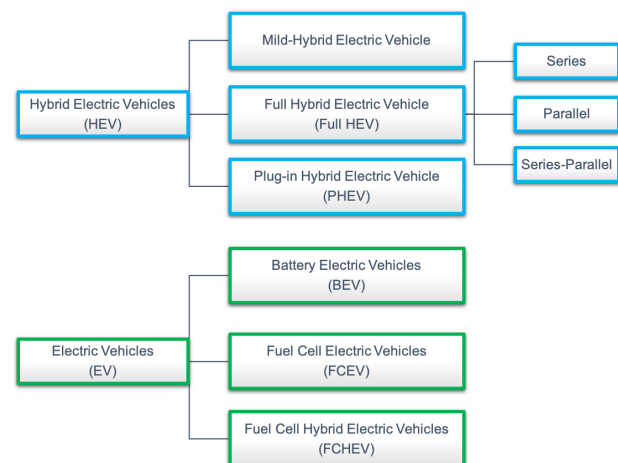 Mild-Hybrid Electric Vehicle
Hybrid Electric Vehicles
(HEV)
Full Hybrid Electric Vehicle
(Full HEV)
Plug-in Hybrid Electric Vehicle
(PHEV)
Series
Parallel
Series-Parallel
Battery Electric Vehicles
(BEV)
Electric Vehicles
(EV)
Fuel Cell Electric Vehicles
(FCEV)
Fuel Cell Hybrid Electric Vehicles
(FCHEV)